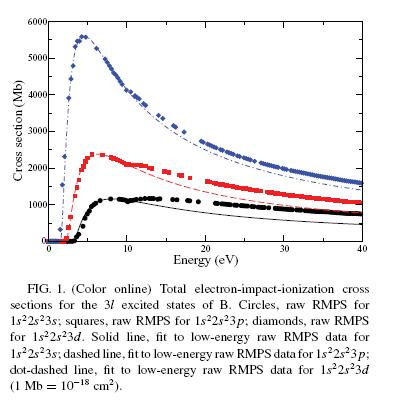 6000
5000
4000
3000
2000
1000
0
Cross section (Mb)
0 10 20 30 40
Energy (eV)
FIG. 1. (Color online) Total electron-impact-ionization cross
sections for the 3l excited states of B. Circles, raw RMPS for
1s²2s²3s; squares, raw RMPS for 1s²2s²3p; diamonds, raw RMPS
for 1s²2s²3d. Solid line, fit to low-energy raw RMPS data for
1s²2s²3s; dashed line, fit to low-energy raw RMPS data for 1s²2s²3p;
dot-dashed line, fit to low-energy raw RMPS data for 1s²2s²3d
(1 Mb = 10⁻¹⁸ cm²).